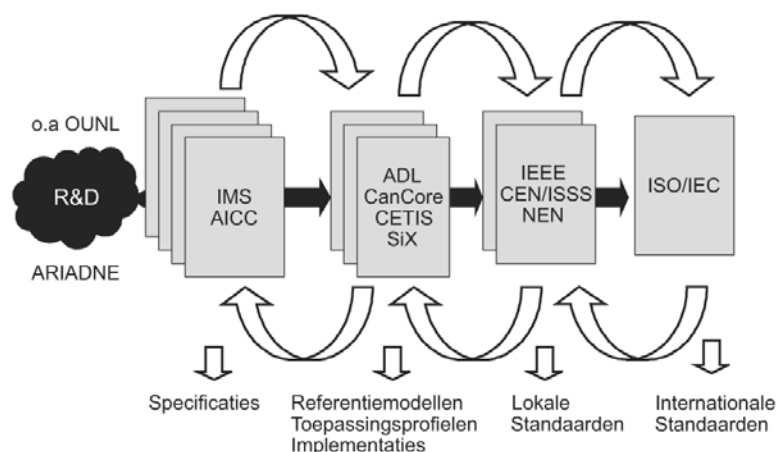 o.a OUNL
R&D
ARIADNE
IMS
AICC
ADL
CanCore
CETIS
SiX
IEEE
CEN/ISSS
NEN
ISO/IEC
Specificaties
Referentiemodellen
Toepassingsprofielen
Implementaties
Lokale
Standaarden
Internationale
Standaarden